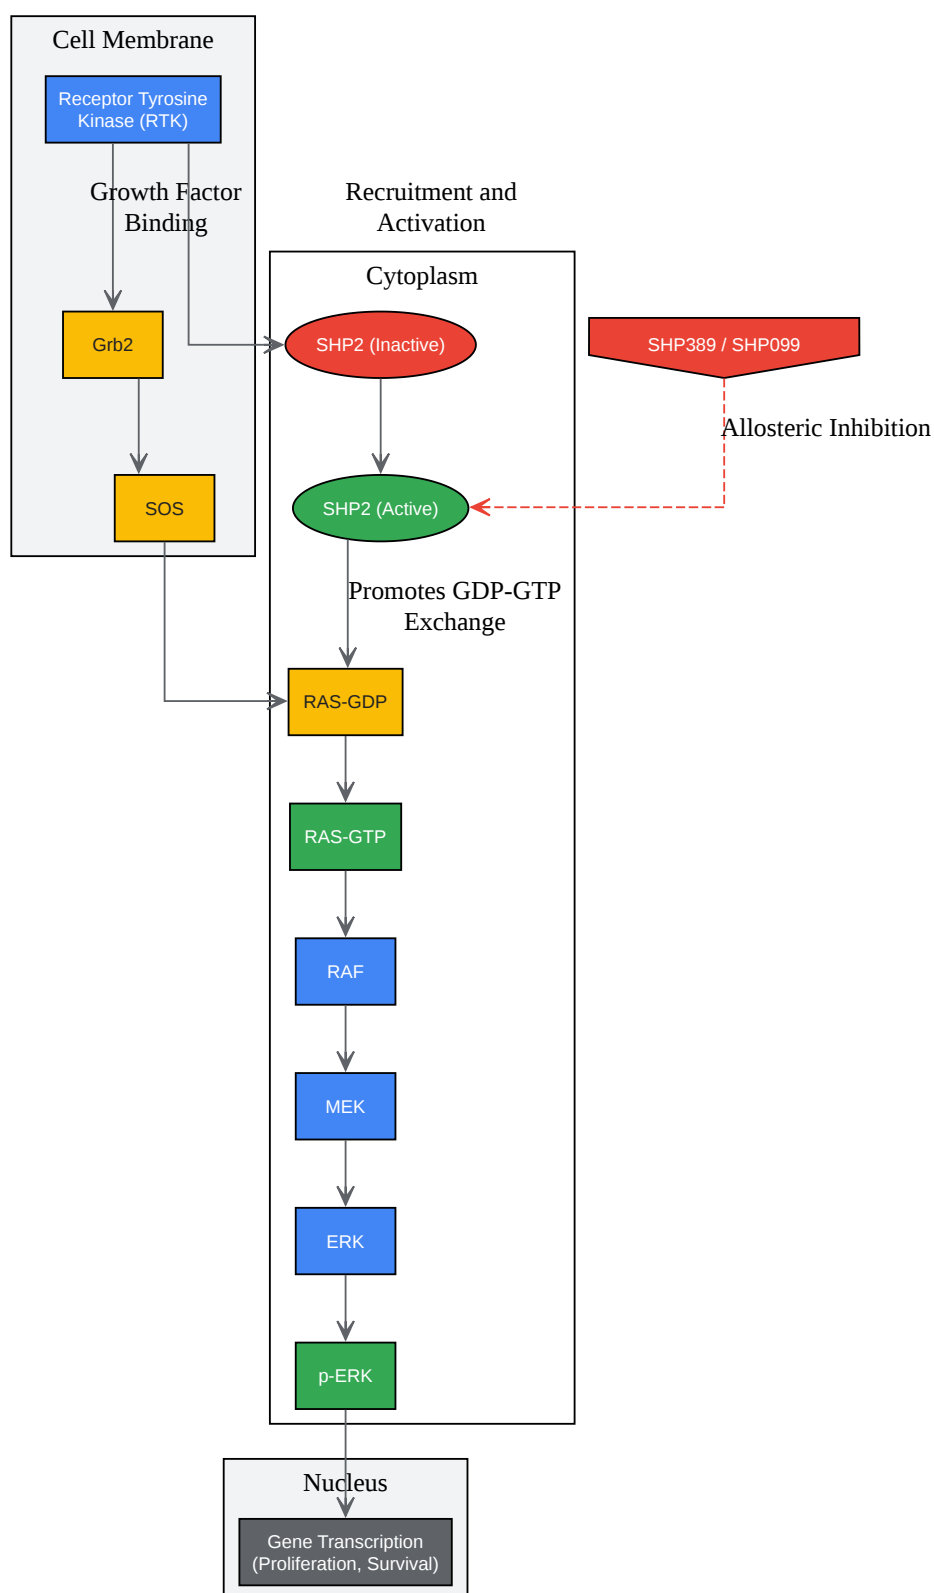 Cell Membrane
Receptor Tyrosine
Kinase (RTK)
Growth Factor
Binding
Recruitment and
Activation
Cytoplasm
Grb2
SHP2 (Inactive)
SHP389 / SHP099
Allosteric Inhibition
SOS
SHP2 (Active)
Promotes GDP-GTP
Exchange
RAS-GDP
RAS-GTP
RAF
MEK
ERK
p-ERK
Nucleus
Gene Transcription
(Proliferation, Survival)